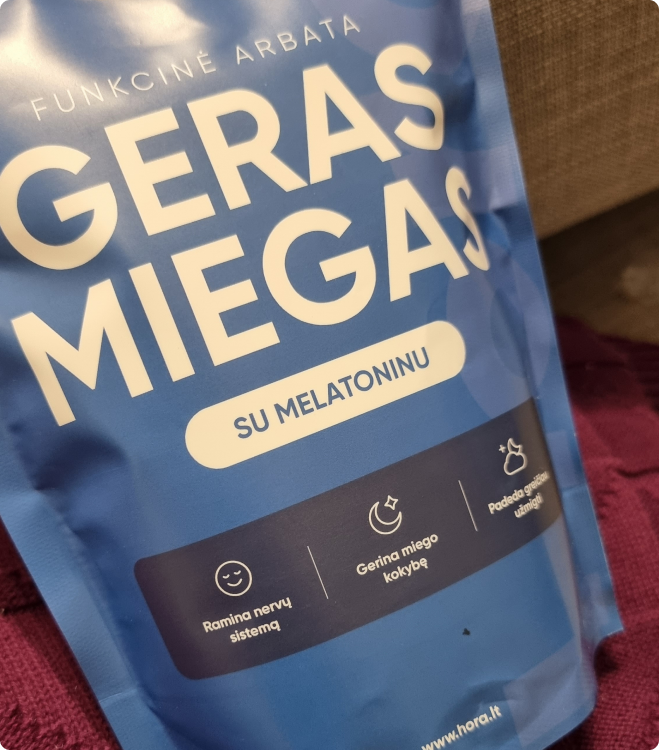 FUNKCINĖ ARBATA
GERAS
MIEGAS
SU MELATONINU
Ramina nervų
sistemą
Gerina miego
kokybę
Padeda greičiau
užmigti
www.hora.lt